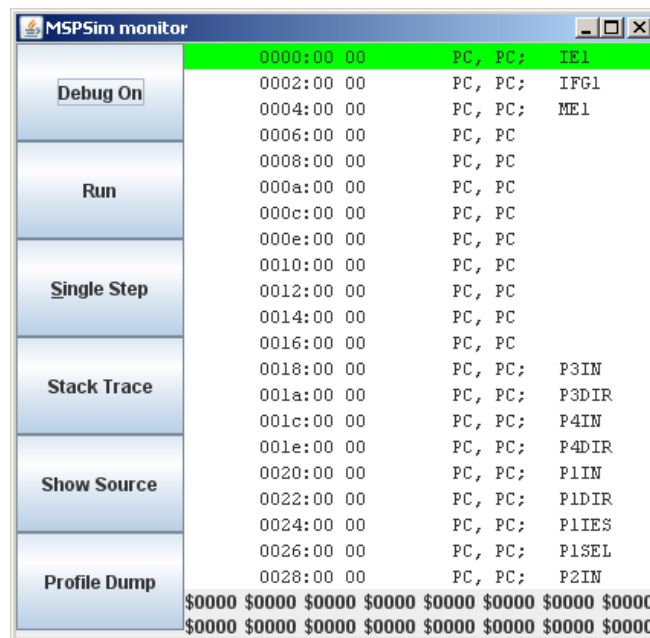 MSPSim monitor
Debug On
Run
Single Step
Stack Trace
Show Source
Profile Dump
0000:00 00 PC, PC; IE1
0002:00 00 PC, PC; IFG1
0004:00 00 PC, PC; ME1
0006:00 00 PC, PC
0008:00 00 PC, PC
000a:00 00 PC, PC
000c:00 00 PC, PC
000e:00 00 PC, PC
0010:00 00 PC, PC
0012:00 00 PC, PC
0014:00 00 PC, PC
0016:00 00 PC, PC
0018:00 00 PC, PC; P3IN
001a:00 00 PC, PC; P3DIR
001c:00 00 PC, PC; P4IN
001e:00 00 PC, PC; P4DIR
0020:00 00 PC, PC; P1IN
0022:00 00 PC, PC; P1DIR
0024:00 00 PC, PC; P1IES
0026:00 00 PC, PC; P1SEL
0028:00 00 PC, PC; P2IN
$0000 $0000 $0000 $0000 $0000 $0000 $0000 $0000
$0000 $0000 $0000 $0000 $0000 $0000 $0000 $0000